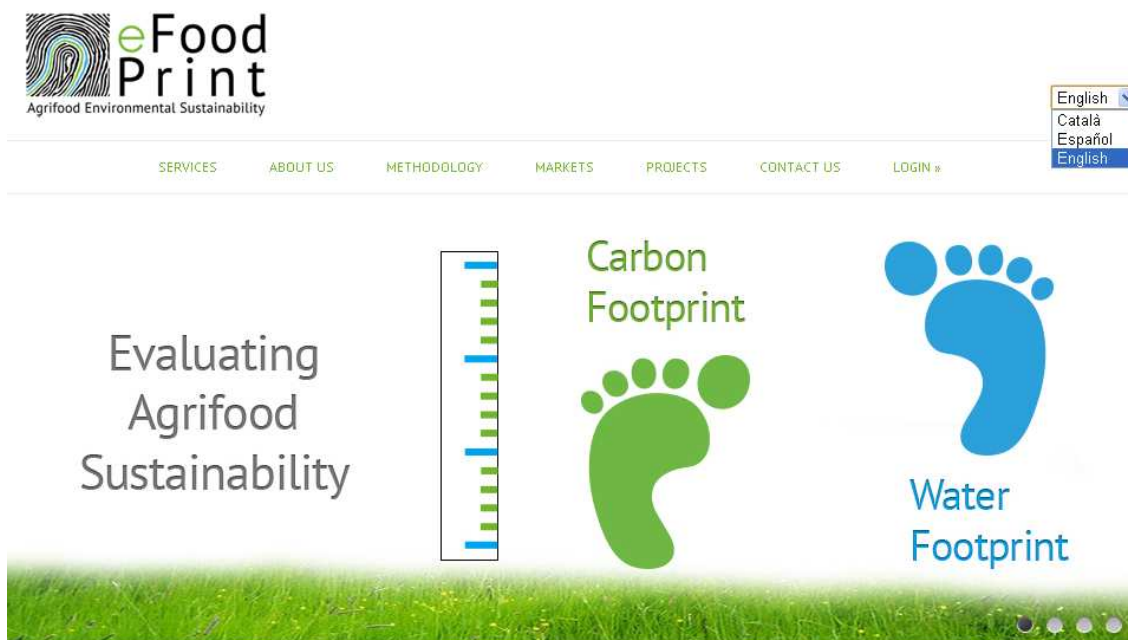 eFood
Print
Agrifood Environmental Sustainability
English
Català
Español
English
SERVICES ABOUT US METHODOLOGY MARKETS PROJECTS CONTACT US LOGIN »
Evaluating
Agrifood
Sustainability
Carbon
Footprint
Water
Footprint